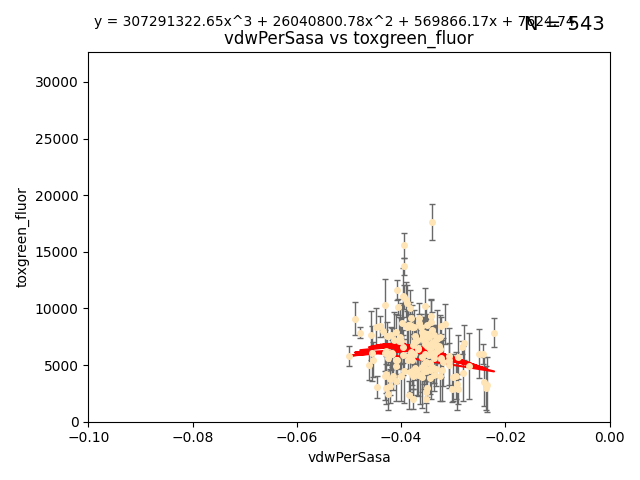 y = 307291322.65x^3 + 26040800.78x^2 + 569866.17x + 7624.74
N = 543
vdwPerSasa vs toxgreen_fluor
30000
25000
20000
15000
10000
5000
0
toxgreen_fluor
−0.10
−0.08
−0.06
−0.04
−0.02
0.00
vdwPerSasa